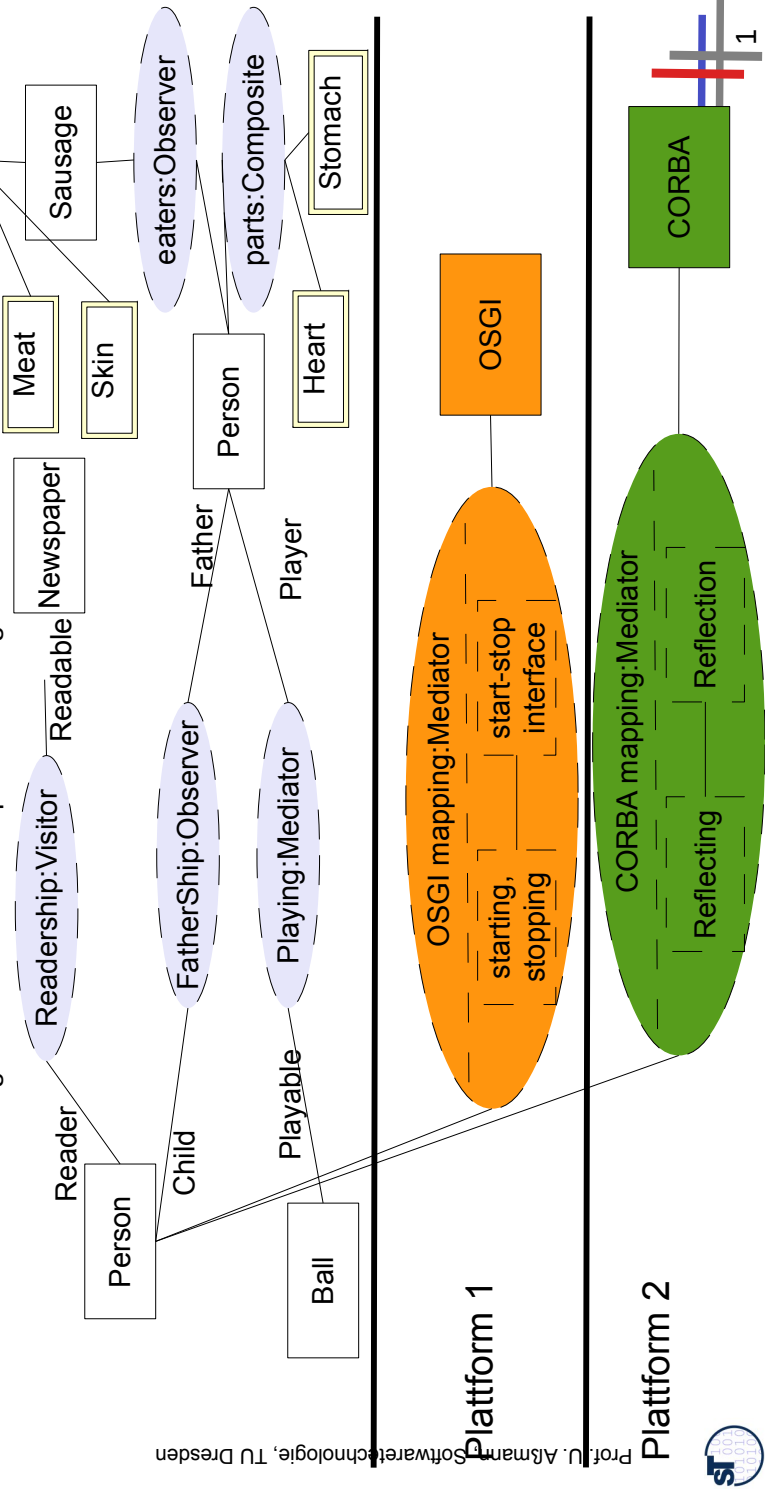 Meat
Skin
Sausage
Readership:Visitor
Readable
Newspaper
eaters:Observer
Reader
Person
Child
FatherShip:Observer
Father
Person
parts:Composite
Stomach
Heart
Playing:Mediator
Player
Playable
Ball
Plattform 1
OSGI mapping:Mediator
starting,
stopping
start-stop
interface
OSGI
Plattform 2
CORBA mapping:Mediator
Reflecting
Reflection
CORBA
Prof. U. Aßmann, Softwaretechnologie, TU Dresden
ST
1